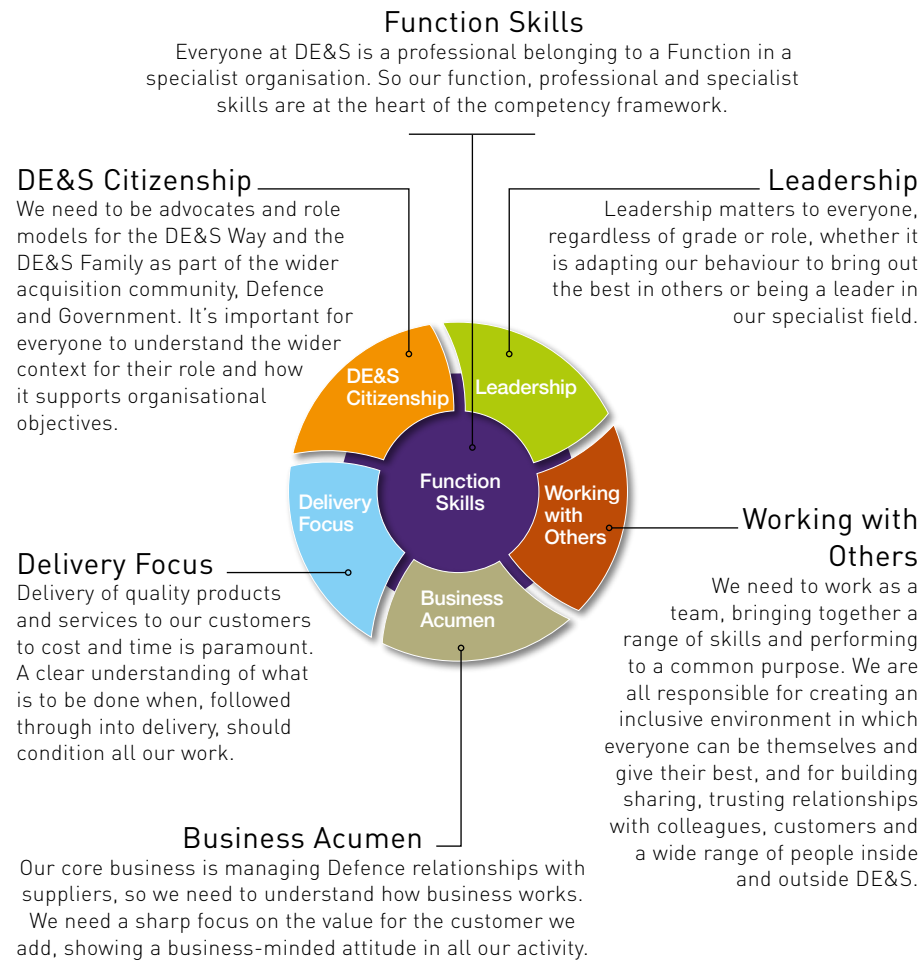 Function Skills
Everyone at DE&S is a professional belonging to a Function in a
specialist organisation. So our function, professional and specialist
skills are at the heart of the competency framework.
DE&S Citizenship
We need to be advocates and role
models for the DE&S Way and the
DE&S Family as part of the wider
acquisition community, Defence
and Government. It's important for
everyone to understand the wider
context for their role and how
it supports organisational
objectives.
Leadership
Leadership matters to everyone,
regardless of grade or role, whether it
is adapting our behaviour to bring out
the best in others or being a leader in
our specialist field.
DE&S
Citizenship
Leadership
Function
Skills
Delivery
Focus
Working
with
Others
Business
Acumen
Delivery Focus
Delivery of quality products
and services to our customers
to cost and time is paramount.
A clear understanding of what
is to be done when, followed
through into delivery, should
condition all our work.
Working with
Others
We need to work as a
team, bringing together a
range of skills and performing
to a common purpose. We are
all responsible for creating an
inclusive environment in which
everyone can be themselves and
give their best, and for building
sharing, trusting relationships
with colleagues, customers and
a wide range of people inside
and outside DE&S.
Business Acumen
Our core business is managing Defence relationships with
suppliers, so we need to understand how business works.
We need a sharp focus on the value for the customer we
add, showing a business-minded attitude in all our activity.